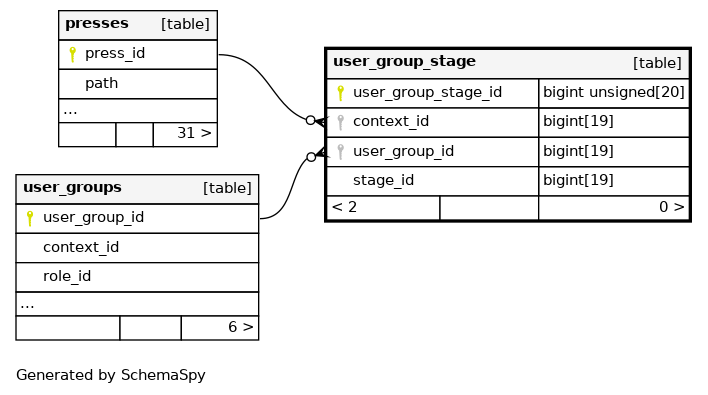 presses [table]
press_id
path
...
31 >
user_group_stage [table]
user_group_stage_id bigint unsigned[20]
context_id bigint[19]
user_group_id bigint[19]
stage_id bigint[19]
< 2 0 >
user_groups [table]
user_group_id
context_id
role_id
...
6 >
Generated by SchemaSpy